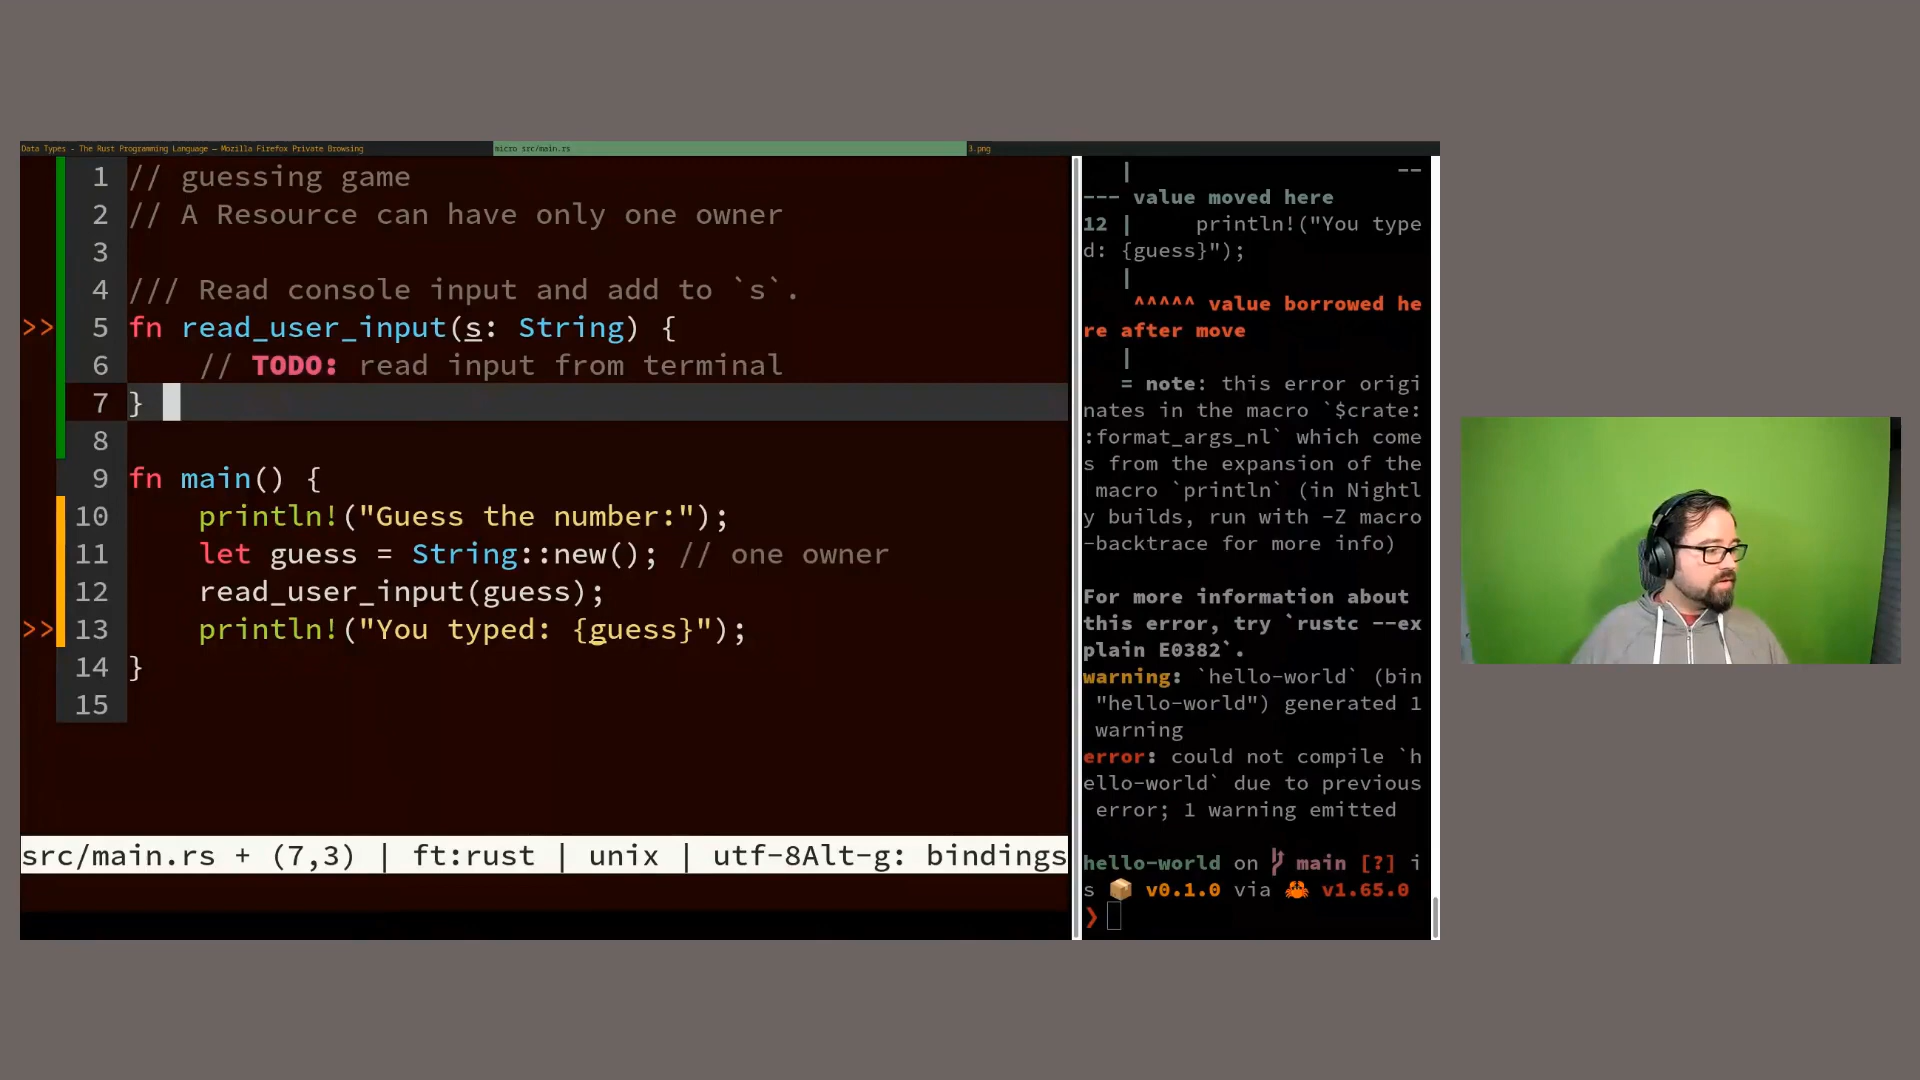 Data Types - The Rust Programming Language — Mozilla Firefox Private Browsing
micro src/main.rs
3.png
1 // guessing game
2 // A Resource can have only one owner
3
4 /// Read console input and add to `s`.
>> 5 fn read_user_input(s: String) {
6 // TODO: read input from terminal
7 }
8
9 fn main() {
10 println!("Guess the number:");
11 let guess = String::new(); // one owner
12 read_user_input(guess);
>> 13 println!("You typed: {guess}");
14 }
15
src/main.rs + (7,3) | ft:rust | unix | utf-8Alt-g: bindings
| --
--- value moved here
12 | println!("You type
d: {guess}");
|
^^^^^ value borrowed he
re after move
|
= note: this error origi
nates in the macro `$crate:
:format_args_nl` which come
s from the expansion of the
macro `println` (in Nightl
y builds, run with -Z macro
-backtrace for more info)
For more information about
this error, try `rustc --ex
plain E0382`.
warning: `hello-world` (bin
"hello-world") generated 1
warning
error: could not compile `h
ello-world` due to previous
error; 1 warning emitted
hello-world on main [?] i
s 📦 v0.1.0 via 🦀 v1.65.0
❯